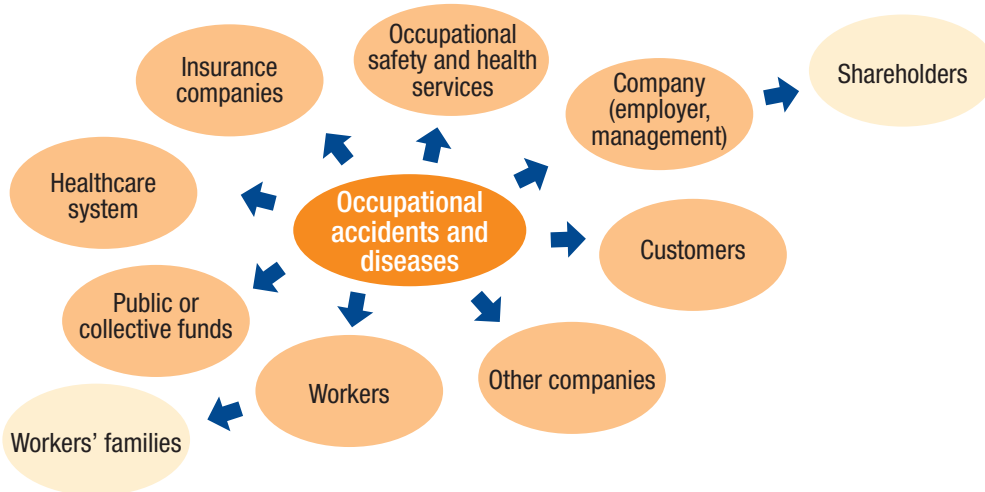 Occupational
safety and health
services
Insurance
companies
Company
(employer,
management)
Shareholders
Healthcare
system
Occupational
accidents and
diseases
Customers
Public or
collective funds
Workers
Other companies
Workers’ families